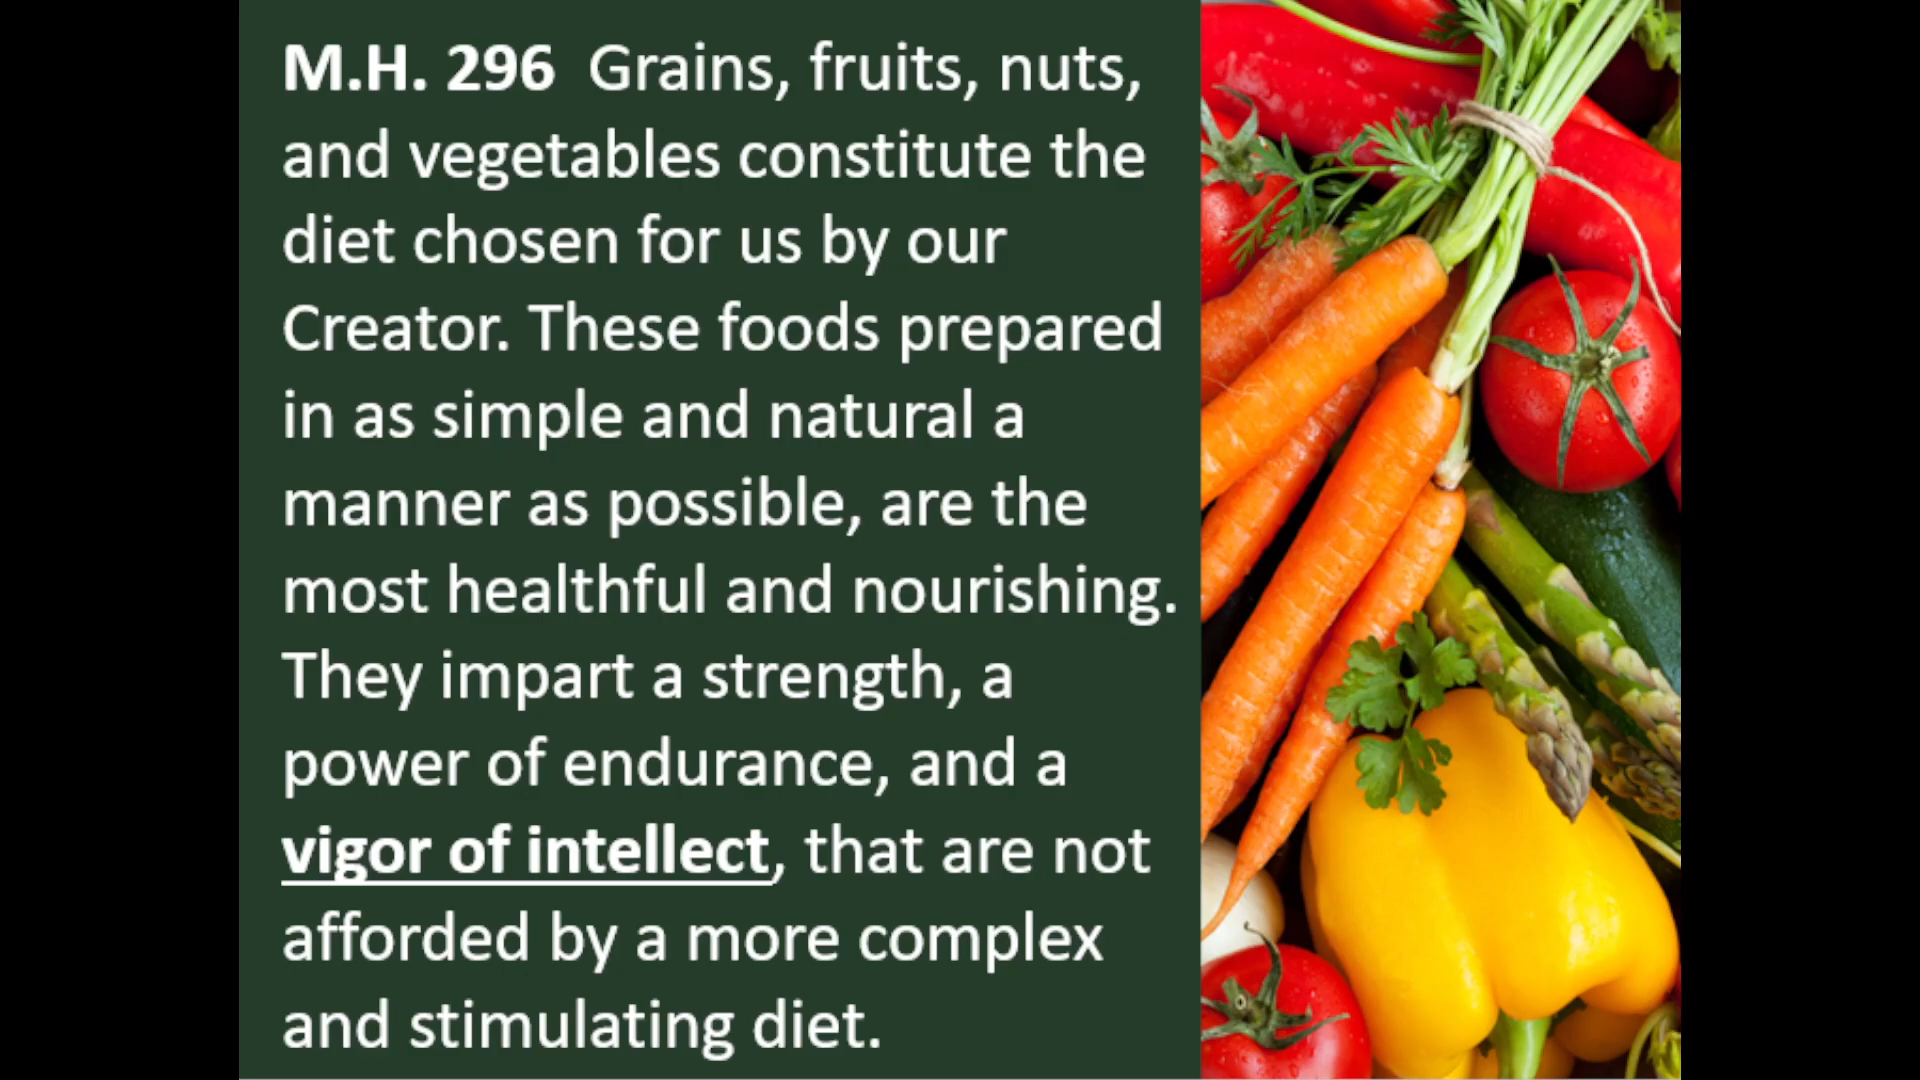 M.H. 296 Grains, fruits, nuts,
and vegetables constitute the
diet chosen for us by our
Creator. These foods prepared
in as simple and natural a
manner as possible, are the
most healthful and nourishing.
They impart a strength, a
power of endurance, and a
vigor of intellect, that are not
afforded by a more complex
and stimulating diet.